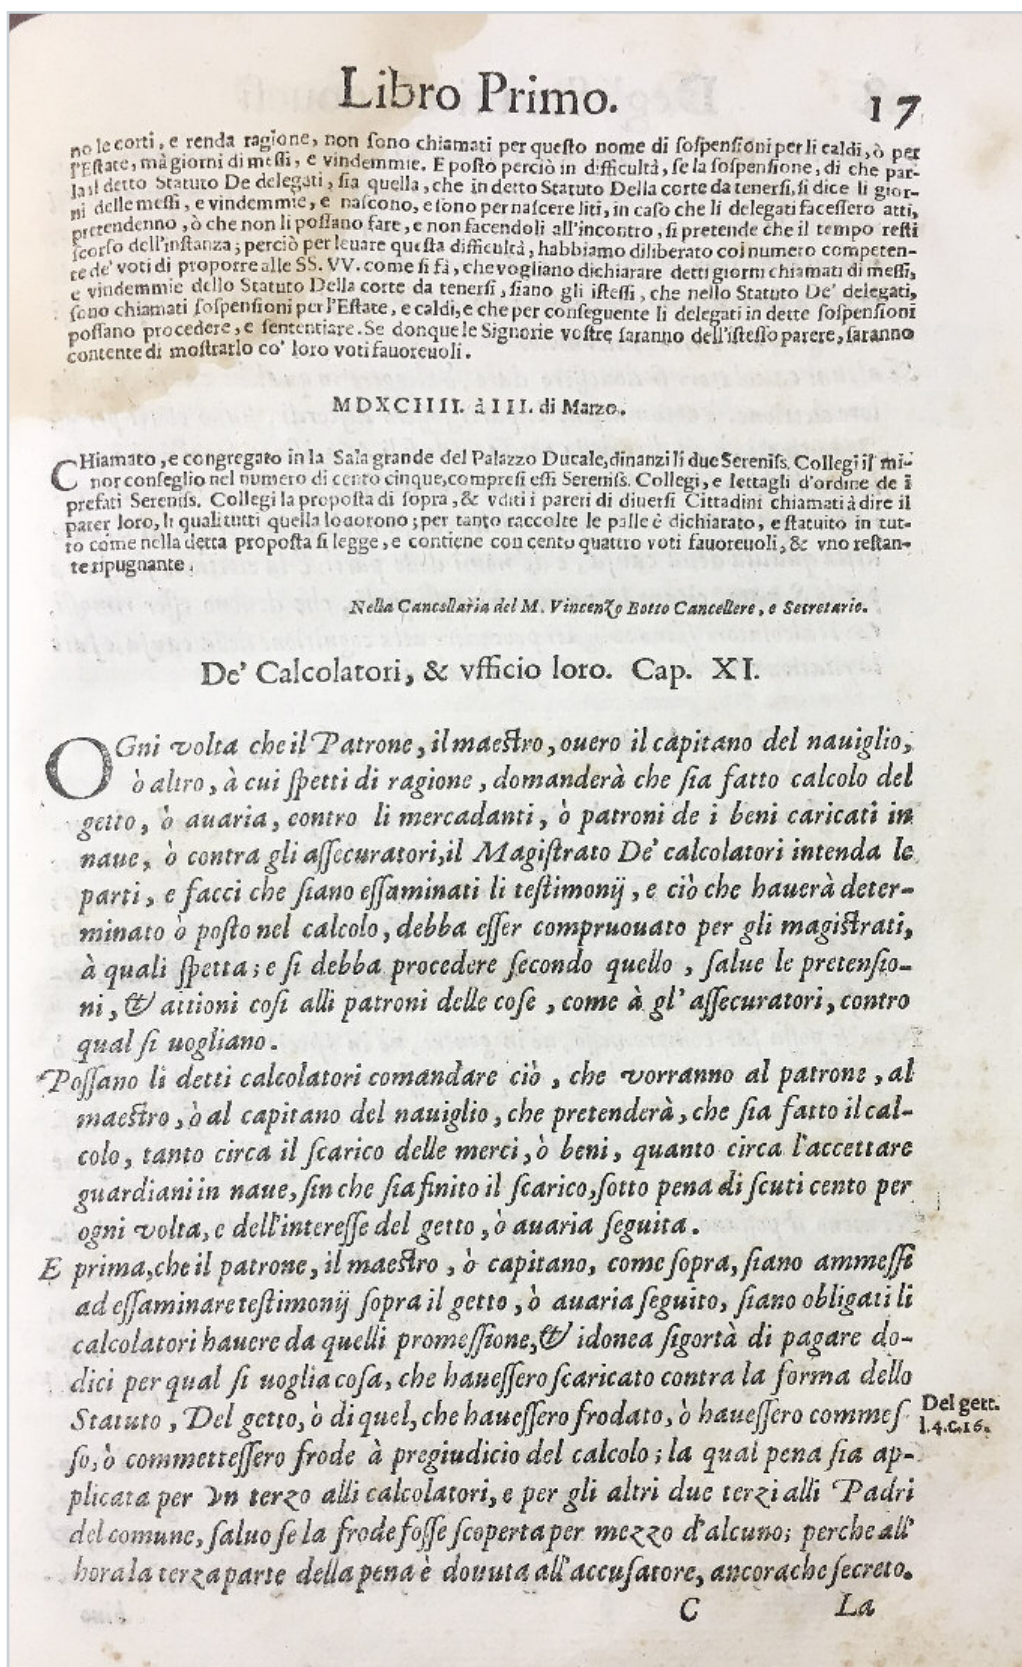 Libro Primo.
17
no le corti, e renda ragione, non ſono chiamati per queſto nome di ſoſpenſioni per li caldi, ò per
l'Eſtate, mà giorni di meſſi, e vindemmie. E poſto perciò in difficultà, ſe la ſoſpenſione, di che par-
la il detto Statuto De delegati, ſia quella, che in detto Statuto Della corte da tenerſi, ſi dice li gior-
ni delle meſſi, e vindemmie, e naſcono, e ſono per naſcere liti, in caſo che li delegati faceſſero atti,
pretendenno, ò che non li poſſano fare, e non facendoli all'incontro, ſi pretende che il tempo reſti
ſcorſo dell'inſtanza; perciò per leuare queſta difficultà, habbiamo diliberato col numero competen-
te de' voti di proporre alle SS. VV. come ſi fà, che vogliano dichiarare detti giorni chiamati di meſſi,
e vindemmie dello Statuto Della corte da tenerſi, ſiano gli iſteſſi, che nello Statuto De' delegati,
ſono chiamati ſoſpenſioni per l'Eſtate, e caldi, e che per conſeguente li delegati in dette ſoſpenſioni
poſſano procedere, e ſententiare. Se donque le Signorie voſtre ſaranno dell'iſteſſo parere, ſaranno
contente di moſtrarlo co' loro voti fauoreuoli.
MDXCIIII. à III. di Marzo.
CHiamato, e congregato in la Sala grande del Palazzo Ducale, dinanzi li due Sereniſs. Collegi il mi-
nor conſeglio nel numero di cento cinque, compreſi eſſi Sereniſs. Collegi, e lettagli d'ordine de i
prefati Sereniſs. Collegi la propoſta di ſopra, & vditi i pareri di diuerſi Cittadini chiamati à dire il
parer loro, li quali tutti quella lodorono; per tanto raccolte le palle è dichiarato, e ſtatuito in tut-
to come nella detta propoſta ſi legge, e contiene con cento quattro voti fauoreuoli, & vno reſtan-
te ripugnante.
Nella Cancellaria del M. Vincenzo Botto Cancellere, e Secretario.
De' Calcolatori, & vfficio loro. Cap. XI.
OGni volta che il Patrone, il maeſtro, ouero il capitano del nauiglio,
ò altro, à cui ſpetti di ragione, domanderà che ſia fatto calcolo del
getto, ò auaria, contro li mercadanti, ò patroni de i beni caricati in
naue, ò contra gli aſſecuratori, il Magiſtrato De' calcolatori intenda le
parti, e facci che ſiano eſſaminati li teſtimonij, e ciò che hauerà deter-
minato ò poſto nel calcolo, debba eſſer compruouato per gli magiſtrati,
à quali ſpetta; e ſi debba procedere ſecondo quello, ſalue le pretenſio-
ni, & attioni coſi alli patroni delle coſe, come à gl' aſſecuratori, contro
qual ſi uogliano.
Poſſano li detti calcolatori comandare ciò, che vorranno al patrone, al
maeſtro, ò al capitano del nauiglio, che pretenderà, che ſia fatto il cal-
colo, tanto circa il ſcarico delle merci, ò beni, quanto circa l'accettare
guardiani in naue, ſin che ſia finito il ſcarico, ſotto pena di ſcuti cento per
ogni volta, e dell'intereſſe del getto, ò auaria ſeguita.
E prima, che il patrone, il maeſtro, ò capitano, come ſopra, ſiano ammeſſi
ad eſſaminare teſtimonij ſopra il getto, ò auaria ſeguito, ſiano obligati li
calcolatori hauere da quelli promeſſione, & idonea ſigortà di pagare do-
dici per qual ſi uoglia coſa, che haueſſero ſcaricato contra la forma dello
Statuto, Del getto, ò di quel, che haueſſero frodato, ò haueſſero commeſ-
ſo, ò commetteſſero frode à pregiudicio del calcolo; la qual pena ſia ap-
plicata per vn terzo alli calcolatori, e per gli altri due terzi alli Padri
del comune, ſaluo ſe la frode foſſe ſcoperta per mezzo d'alcuno; perche all'
hora la terza parte della pena è douuta all'accuſatore, ancora che ſecreto.
Del gett.
l.4.c.16.
C
La